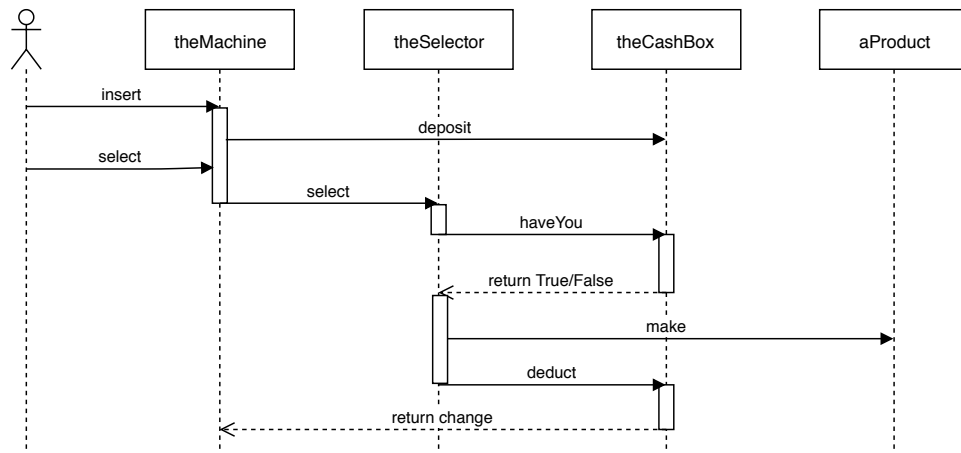 theMachine
theSelector
theCashBox
aProduct
insert
deposit
select
select
haveYou
return True/False
make
deduct
return change